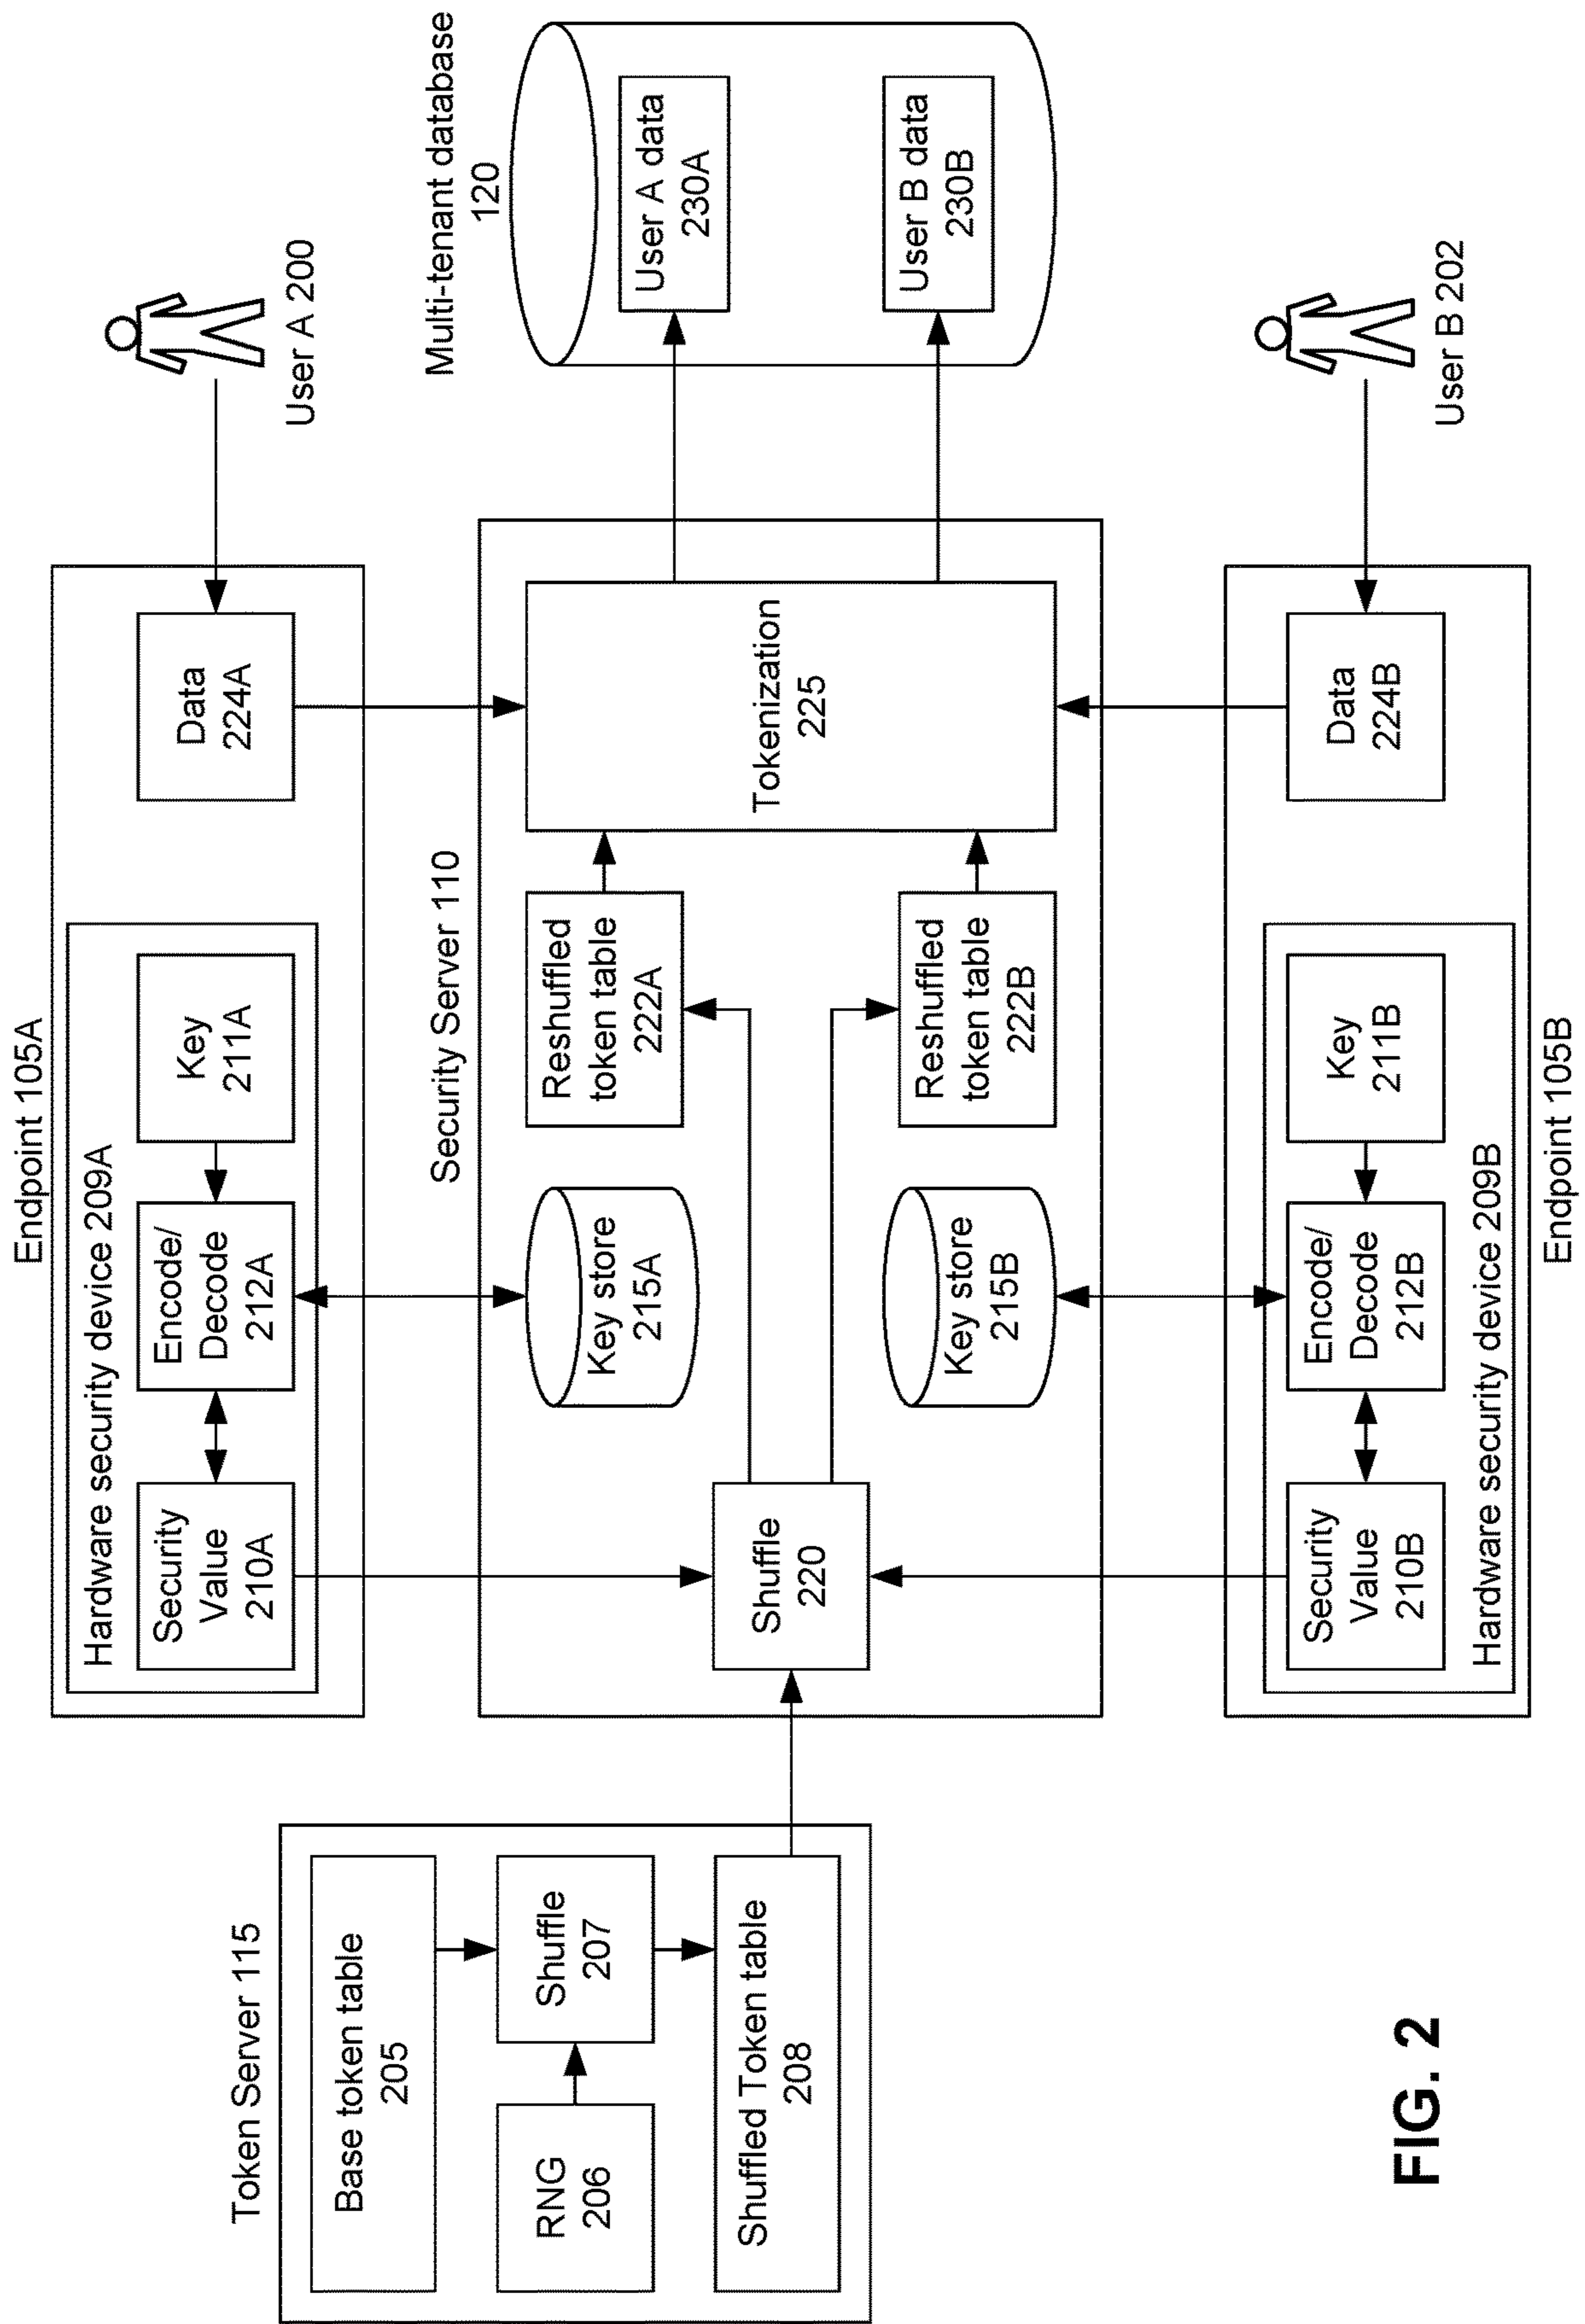 Endpoint 105A
Hardware security device 209A
Security
Value
210A
Encode/
Decode
212A
Key
211A
Data
224A
User A 200
Token Server 115
Base token table
205
RNG
206
Shuffle
207
Shuffled Token table
208
Security Server 110
Shuffle
220
Key store
215A
Key store
215B
Reshuffled
token table
222A
Reshuffled
token table
222B
Tokenization
225
Multi-tenant database
120
User A data
230A
User B data
230B
Security
Value
210B
Encode/
Decode
212B
Key
211B
Data
224B
User B 202
Hardware security device 209B
Endpoint 105B
FIG. 2